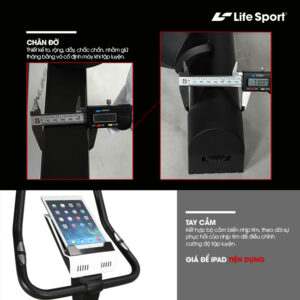 Life Sport
CHÂN ĐỠ
Thiết kế to, rộng, dầy, chắc chắn, nhằm giữ
thăng bằng và cố định máy khi tập luyện.
TAY CẦM
Kết hợp bộ cảm biến nhịp tim, theo dõi sự
phục hồi của nhịp tim để điều chỉnh
cường độ tập luyện.
GIÁ ĐỂ IPAD TIỆN DỤNG